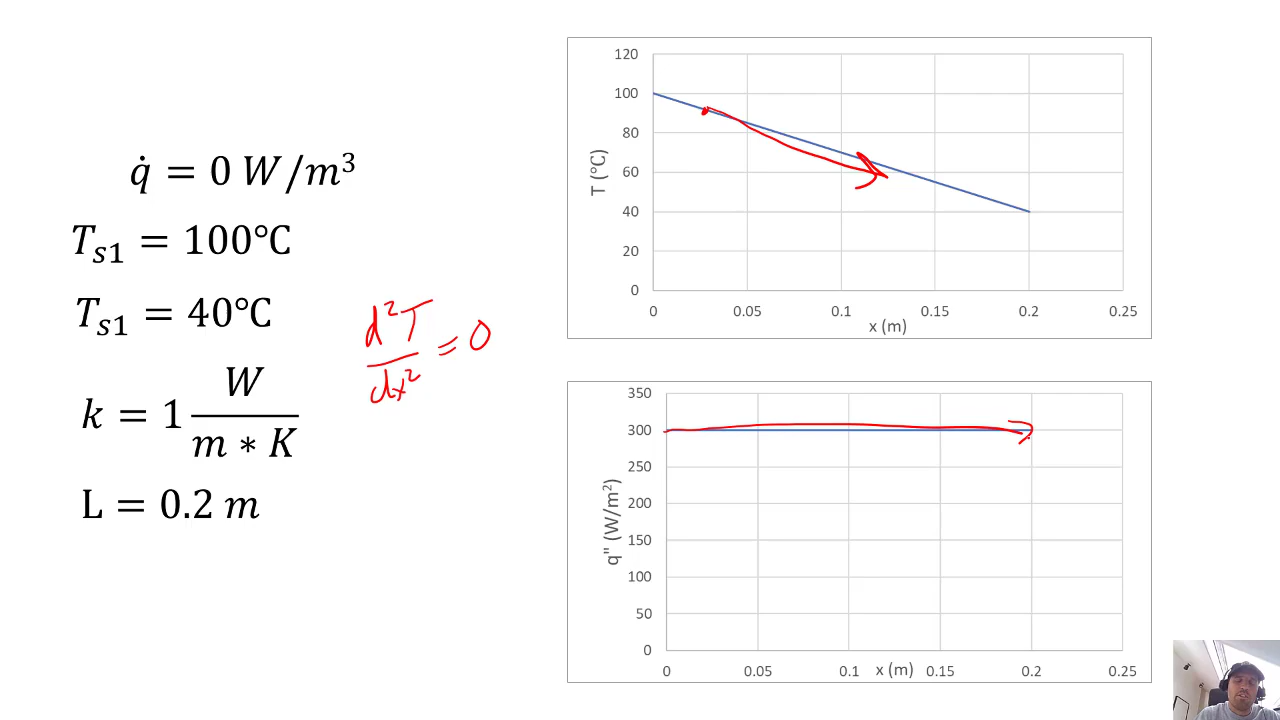 q̇ = 0 W/m³
Tₛ₁ = 100℃
Tₛ₁ = 40℃
k = 1 W / m ∗ K
L = 0.2 m
d²T / dx² = 0
120
100
80
60
40
20
0
T (℃)
0 0.05 0.1 0.15 0.2 0.25
x (m)
350
300
250
200
150
100
50
0
q" (W/m²)
0 0.05 0.1 0.15 0.2 0.25
x (m)